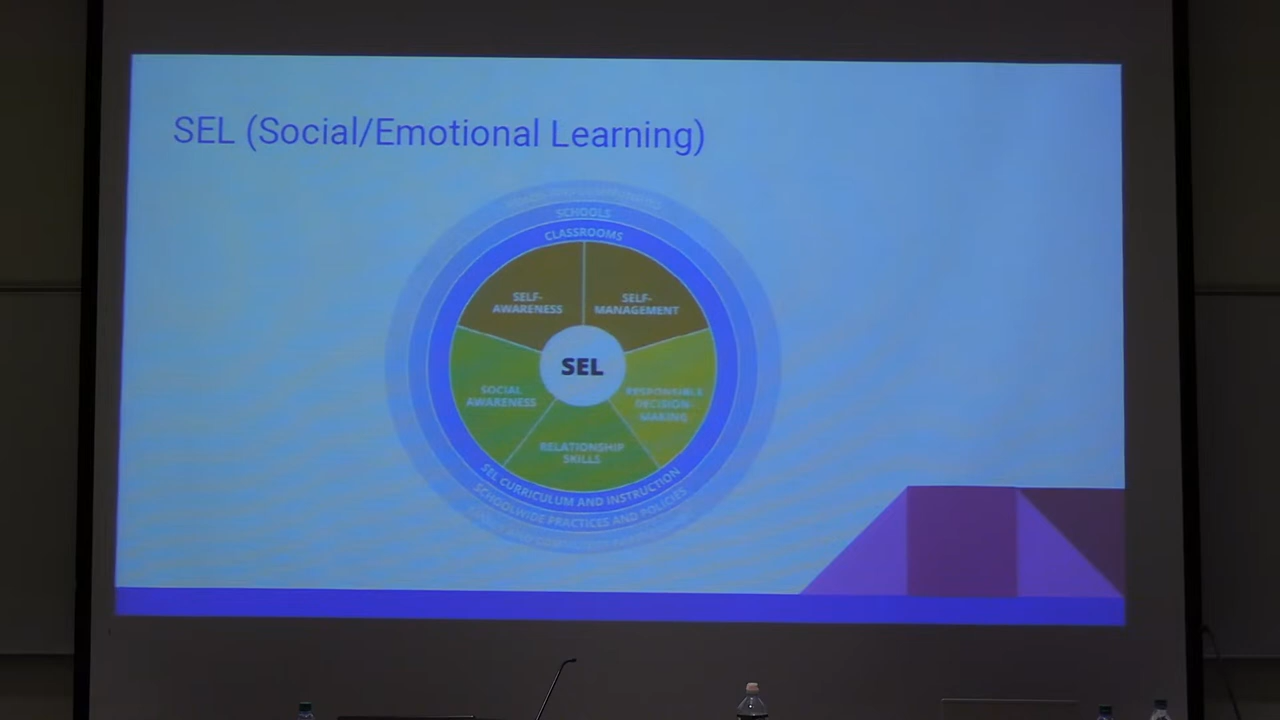 SEL (Social/Emotional Learning)
SCHOOLS
CLASSROOMS
SELF-
AWARENESS
SELF-
MANAGEMENT
SEL
SOCIAL
AWARENESS
RESPONSIBLE
DECISION-
MAKING
RELATIONSHIP
SKILLS
SEL CURRICULUM AND INSTRUCTION
SCHOOLWIDE PRACTICES AND POLICIES